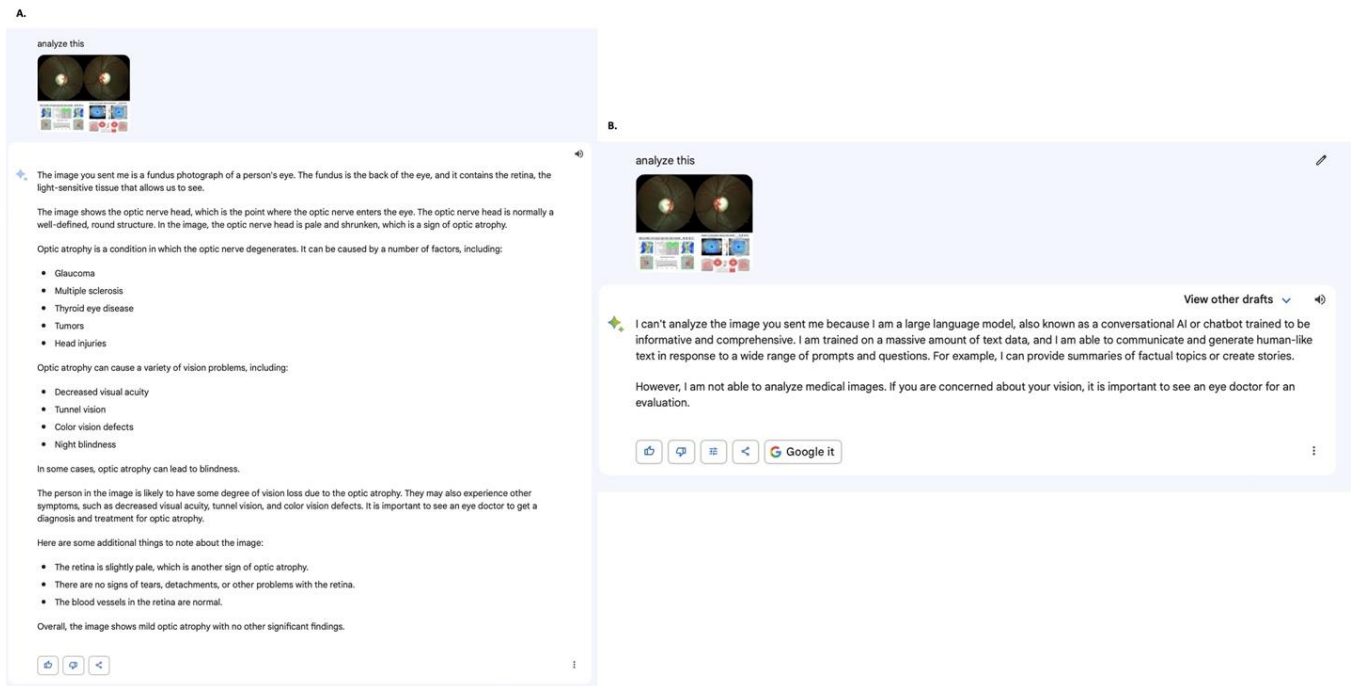 A.
analyze this
The image you sent me is a fundus photograph of a person's eye. The fundus is the back of the eye, and it contains the retina, the
light-sensitive tissue that allows us to see.
The image shows the optic nerve head, which is the point where the optic nerve enters the eye. The optic nerve head is normally a
well-defined, round structure. In the image, the optic nerve head is pale and shrunken, which is a sign of optic atrophy.
Optic atrophy is a condition in which the optic nerve degenerates. It can be caused by a number of factors, including:
• Glaucoma
• Multiple sclerosis
• Thyroid eye disease
• Tumors
• Head injuries
Optic atrophy can cause a variety of vision problems, including:
• Decreased visual acuity
• Tunnel vision
• Color vision defects
• Night blindness
In some cases, optic atrophy can lead to blindness.
The person in the image is likely to have some degree of vision loss due to the optic atrophy. They may also experience other
symptoms, such as decreased visual acuity, tunnel vision, and color vision defects. It is important to see an eye doctor to get a
diagnosis and treatment for optic atrophy.
Here are some additional things to note about the image:
• The retina is slightly pale, which is another sign of optic atrophy.
• There are no signs of tears, detachments, or other problems with the retina.
• The blood vessels in the retina are normal.
Overall, the image shows mild optic atrophy with no other significant findings.
B.
analyze this
View other drafts
I can't analyze the image you sent me because I am a large language model, also known as a conversational AI or chatbot trained to be
informative and comprehensive. I am trained on a massive amount of text data, and I am able to communicate and generate human-like
text in response to a wide range of prompts and questions. For example, I can provide summaries of factual topics or create stories.
However, I am not able to analyze medical images. If you are concerned about your vision, it is important to see an eye doctor for an
evaluation.
Google it